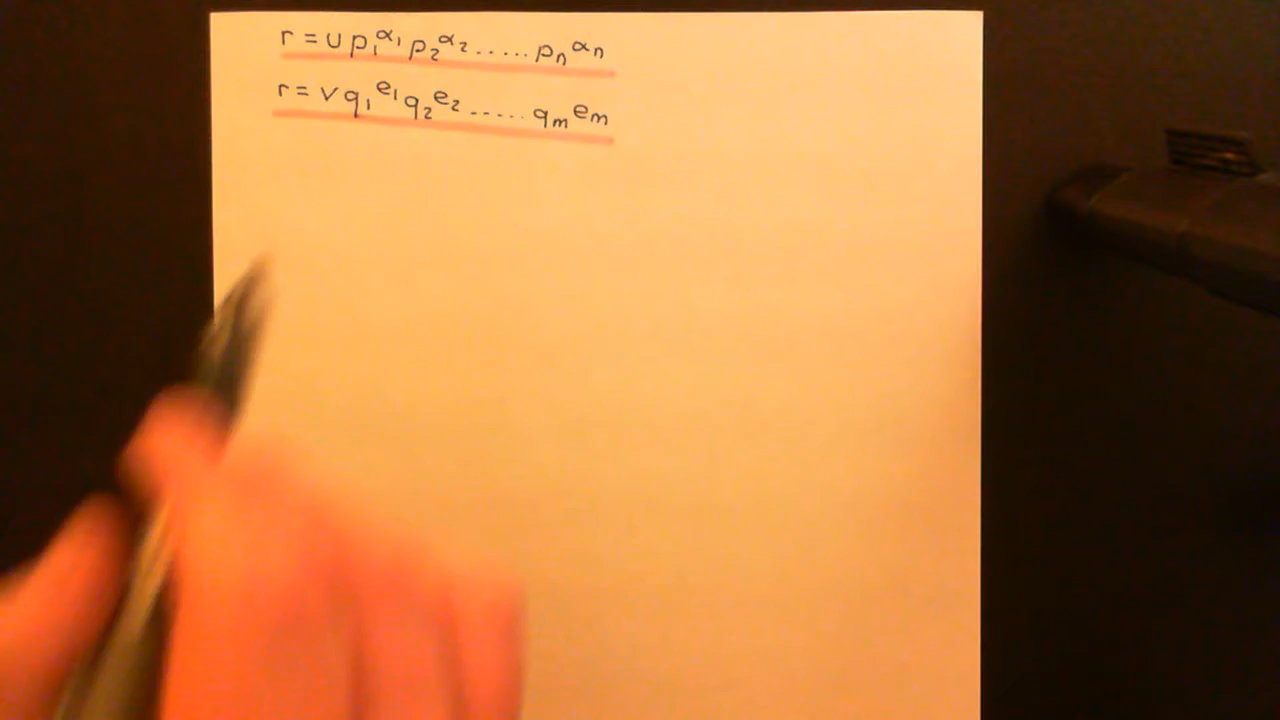 r = u p₁^α₁ p₂^α₂ ..... pₙ^αₙ
r = v q₁^e₁ q₂^e₂ ..... qₘ^eₘ